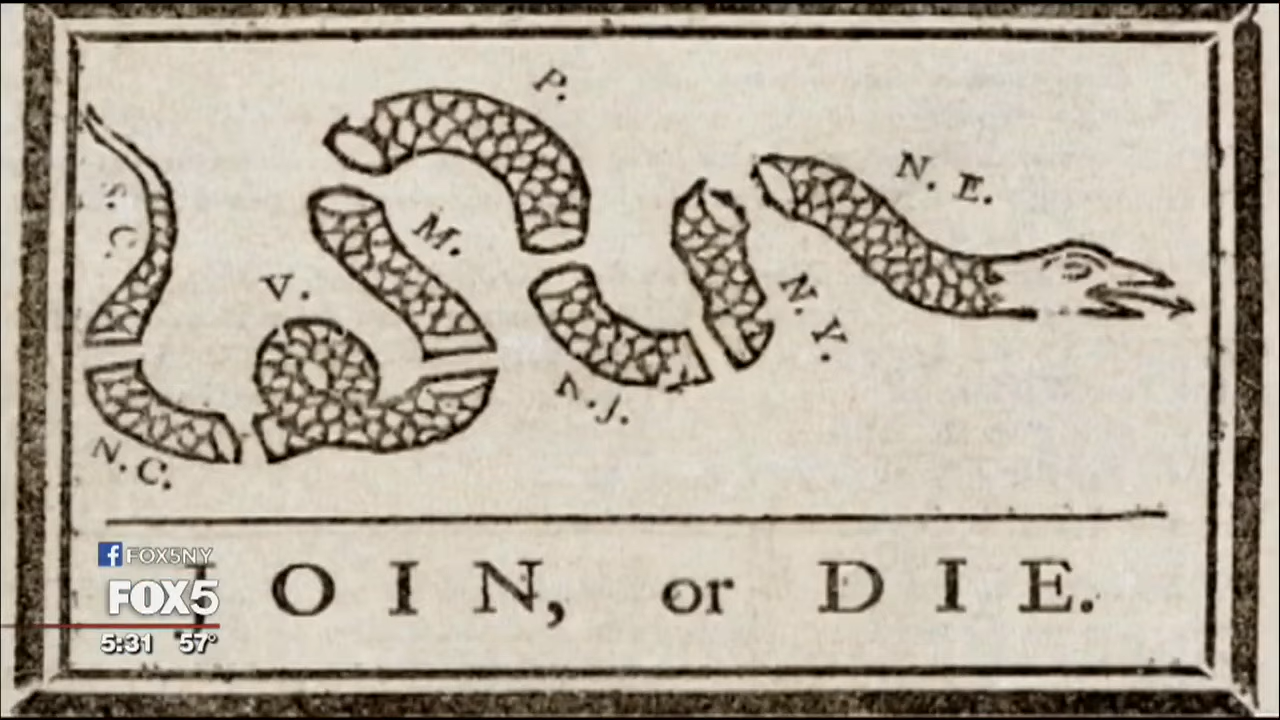 P.
N. E.
S. C.
M.
V.
N. Y.
N. J.
N. C.
JOIN, or DIE.
FOX5NY
FOX5
5:31 57°